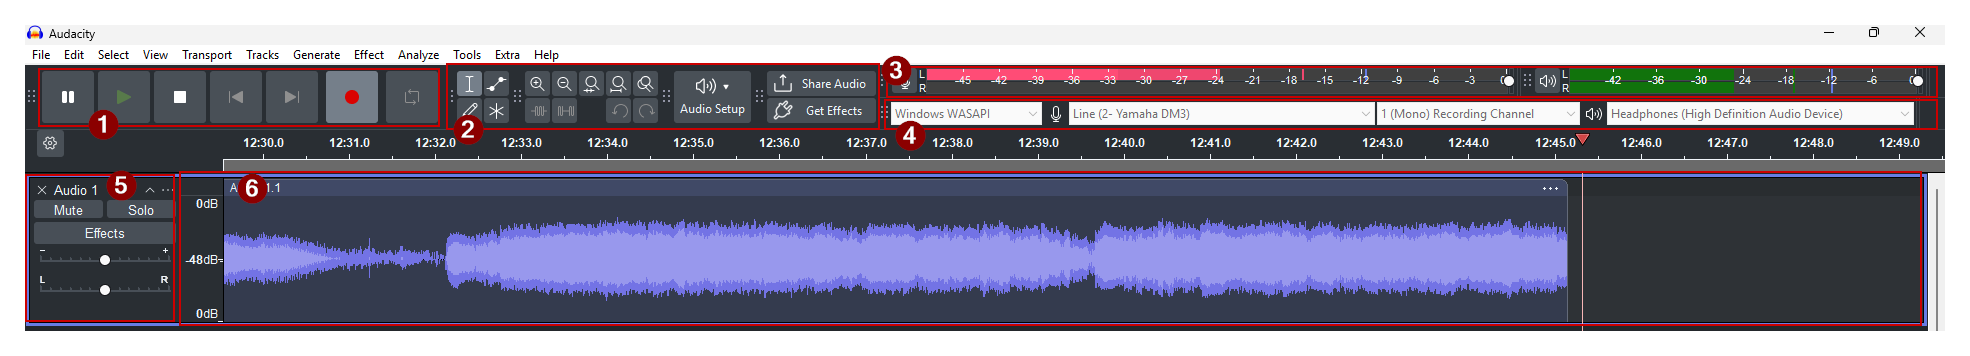 Audacity
File Edit Select View Transport Tracks Generate Effect Analyze Tools Extra Help
1
2
Audio Setup
Share Audio
Get Effects
3
L R -45 -42 -39 -36 -33 -30 -27 -24 -21 -18 -15 -12 -9 -6 -3 0
L R -42 -36 -30 -24 -18 -12 -6 0
4
Windows WASAPI Line (2- Yamaha DM3) 1 (Mono) Recording Channel Headphones (High Definition Audio Device)
12:30.0 12:31.0 12:32.0 12:33.0 12:34.0 12:35.0 12:36.0 12:37.0 12:38.0 12:39.0 12:40.0 12:41.0 12:42.0 12:43.0 12:44.0 12:45.0 12:46.0 12:47.0 12:48.0 12:49.0
Audio 1 5
Mute Solo
Effects
- +
L R
6
1.1
0dB
-48dB
0dB